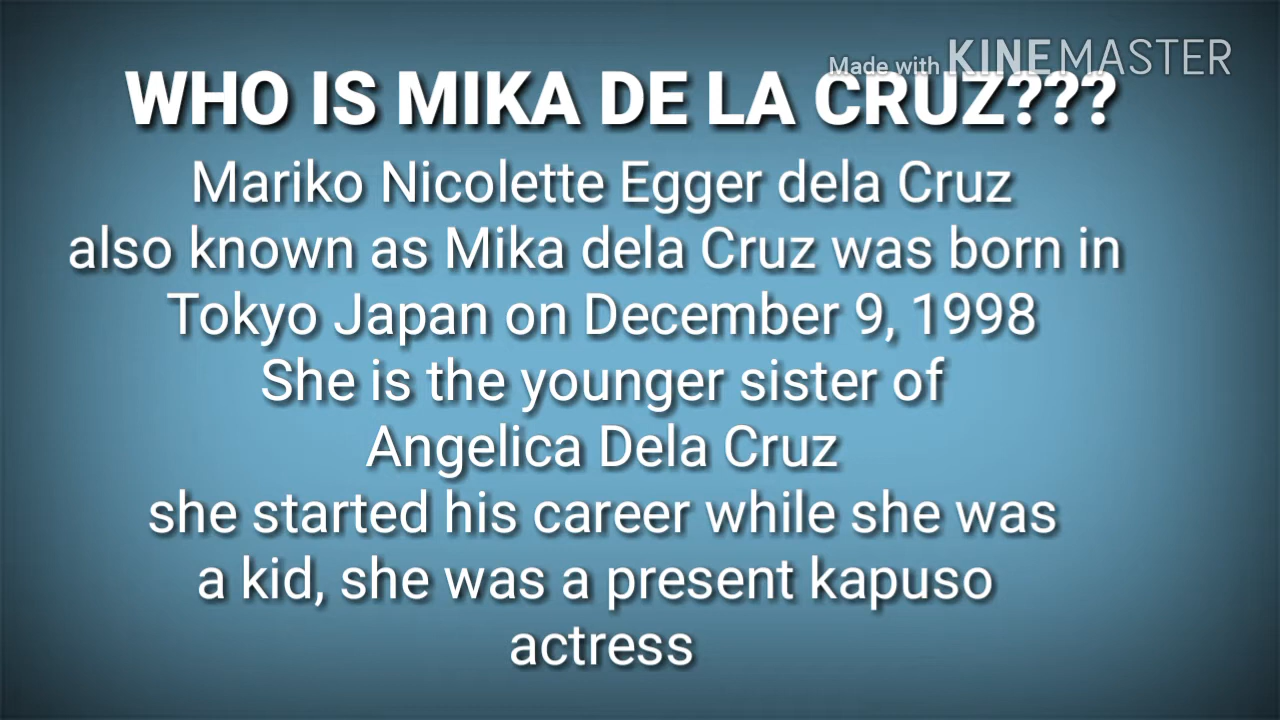 Made with KINEMASTER
WHO IS MIKA DE LA CRUZ???
Mariko Nicolette Egger dela Cruz
also known as Mika dela Cruz was born in
Tokyo Japan on December 9, 1998
She is the younger sister of
Angelica Dela Cruz
she started his career while she was
a kid, she was a present kapuso
actress